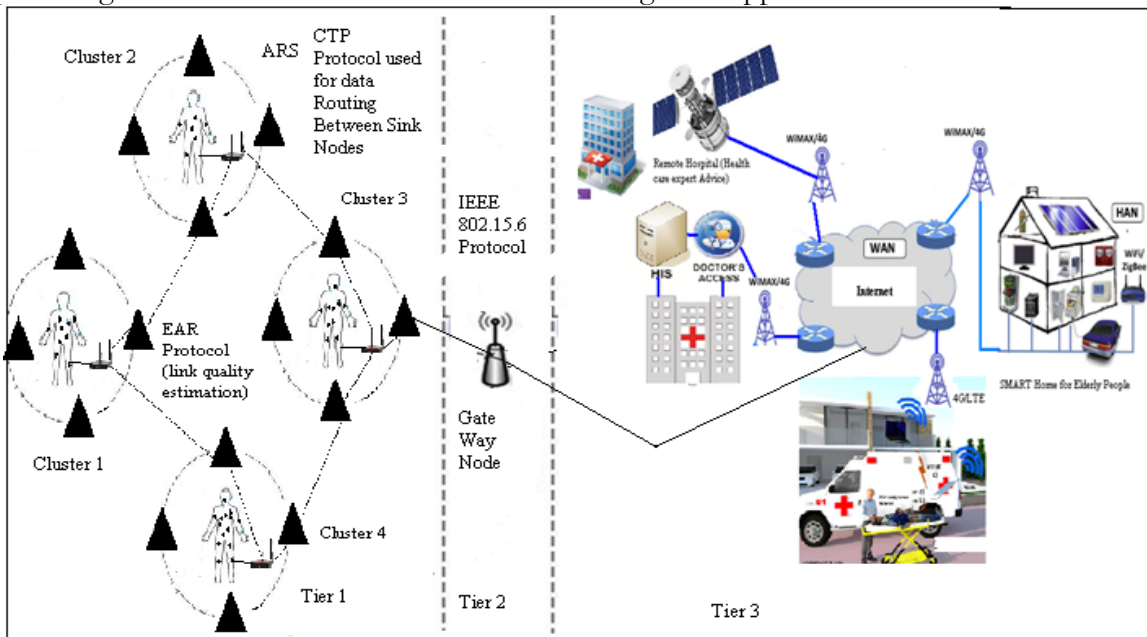 Cluster 2
ARS
CTP
Protocol used
for data
Routing
Between Sink
Nodes
Cluster 3
EAR
Protocol
(link quality
estimation)
Cluster 1
Cluster 4
Tier 1
IEEE
802.15.6
Protocol
Gate
Way
Node
Tier 2
Remote Hospital (Health
care expert Advice)
WiMAX/4G
WiMAX/4G
HAN
WiFi/
ZigBee
HIS
DOCTOR'S
ACCESS
WiMAX/4G
WAN
Internet
SMART Home for Elderly People
4G/LTE
Tier 3